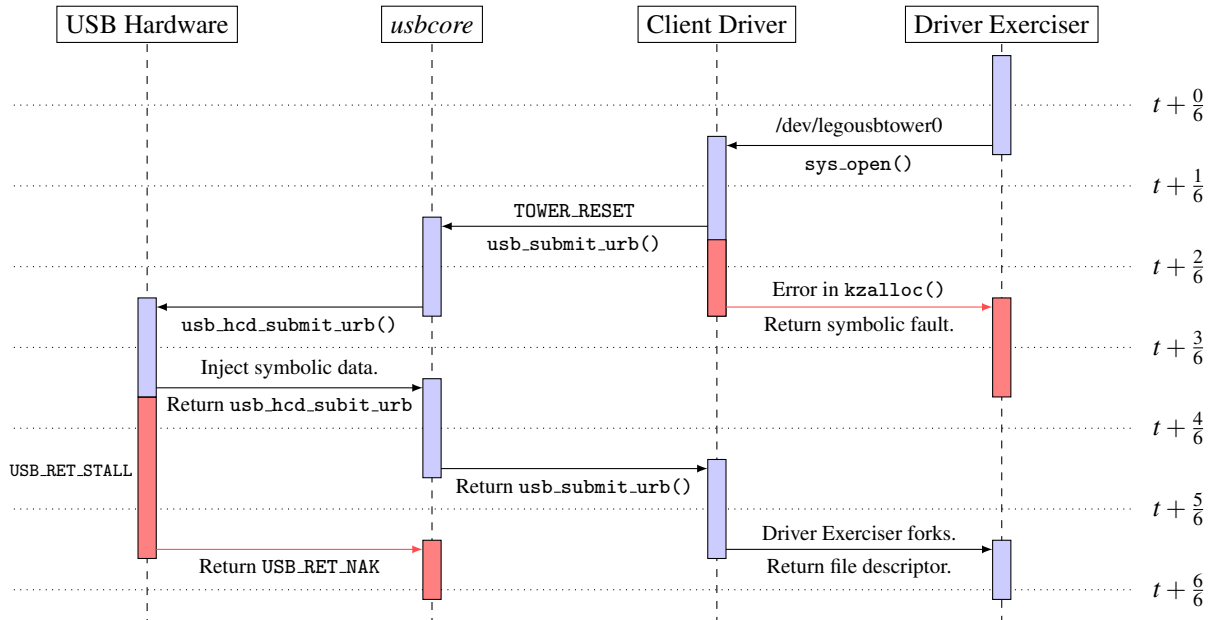 USB Hardware usbcore Client Driver Driver Exerciser
t + 0/6
/dev/legousbtower0
sys_open()
t + 1/6
TOWER_RESET
usb_submit_urb()
t + 2/6
Error in kzalloc()
usb_hcd_submit_urb()
Return symbolic fault.
t + 3/6
Inject symbolic data.
Return usb_hcd_subit_urb
t + 4/6
USB_RET_STALL
Return usb_submit_urb()
t + 5/6
Driver Exerciser forks.
Return USB_RET_NAK
Return file descriptor.
t + 6/6